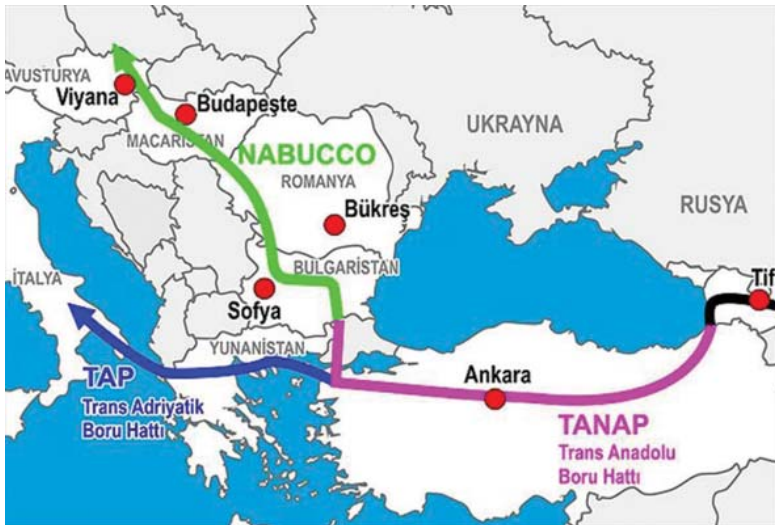 AVUSTURYA
Viyana
Budapeşte
MACARİSTAN
NABUCCO
ROMANYA
UKRAYNA
RUSYA
Bükreş
BULGARİSTAN
İTALYA
Sofya
Tif
YUNANİSTAN
TAP
Trans Adriyatik
Boru Hattı
Ankara
TANAP
Trans Anadolu
Boru Hattı